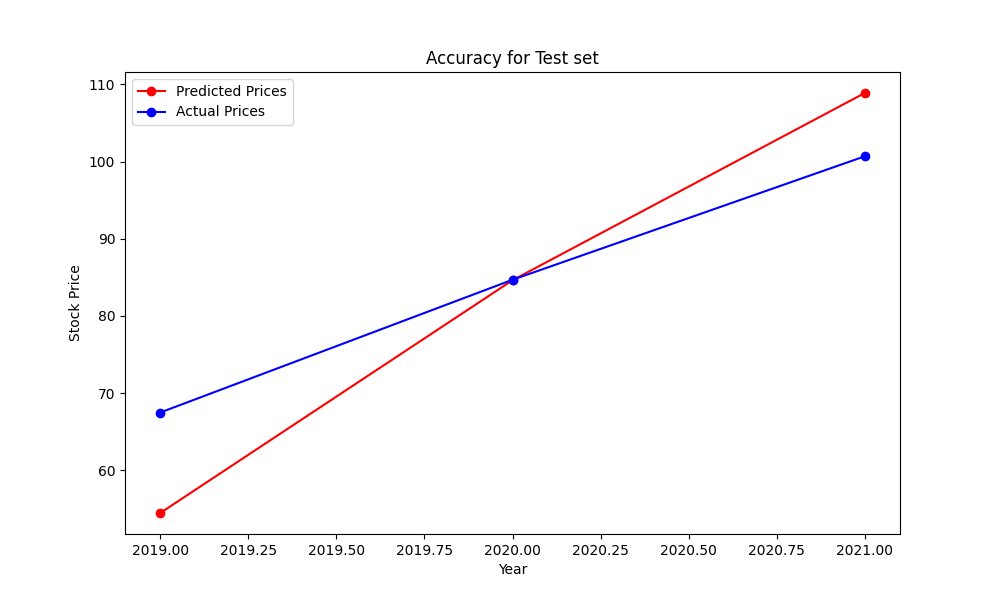 Accuracy for Test set
Predicted Prices
Actual Prices
110
100
90
80
70
60
Stock Price
2019.00 2019.25 2019.50 2019.75 2020.00 2020.25 2020.50 2020.75 2021.00
Year